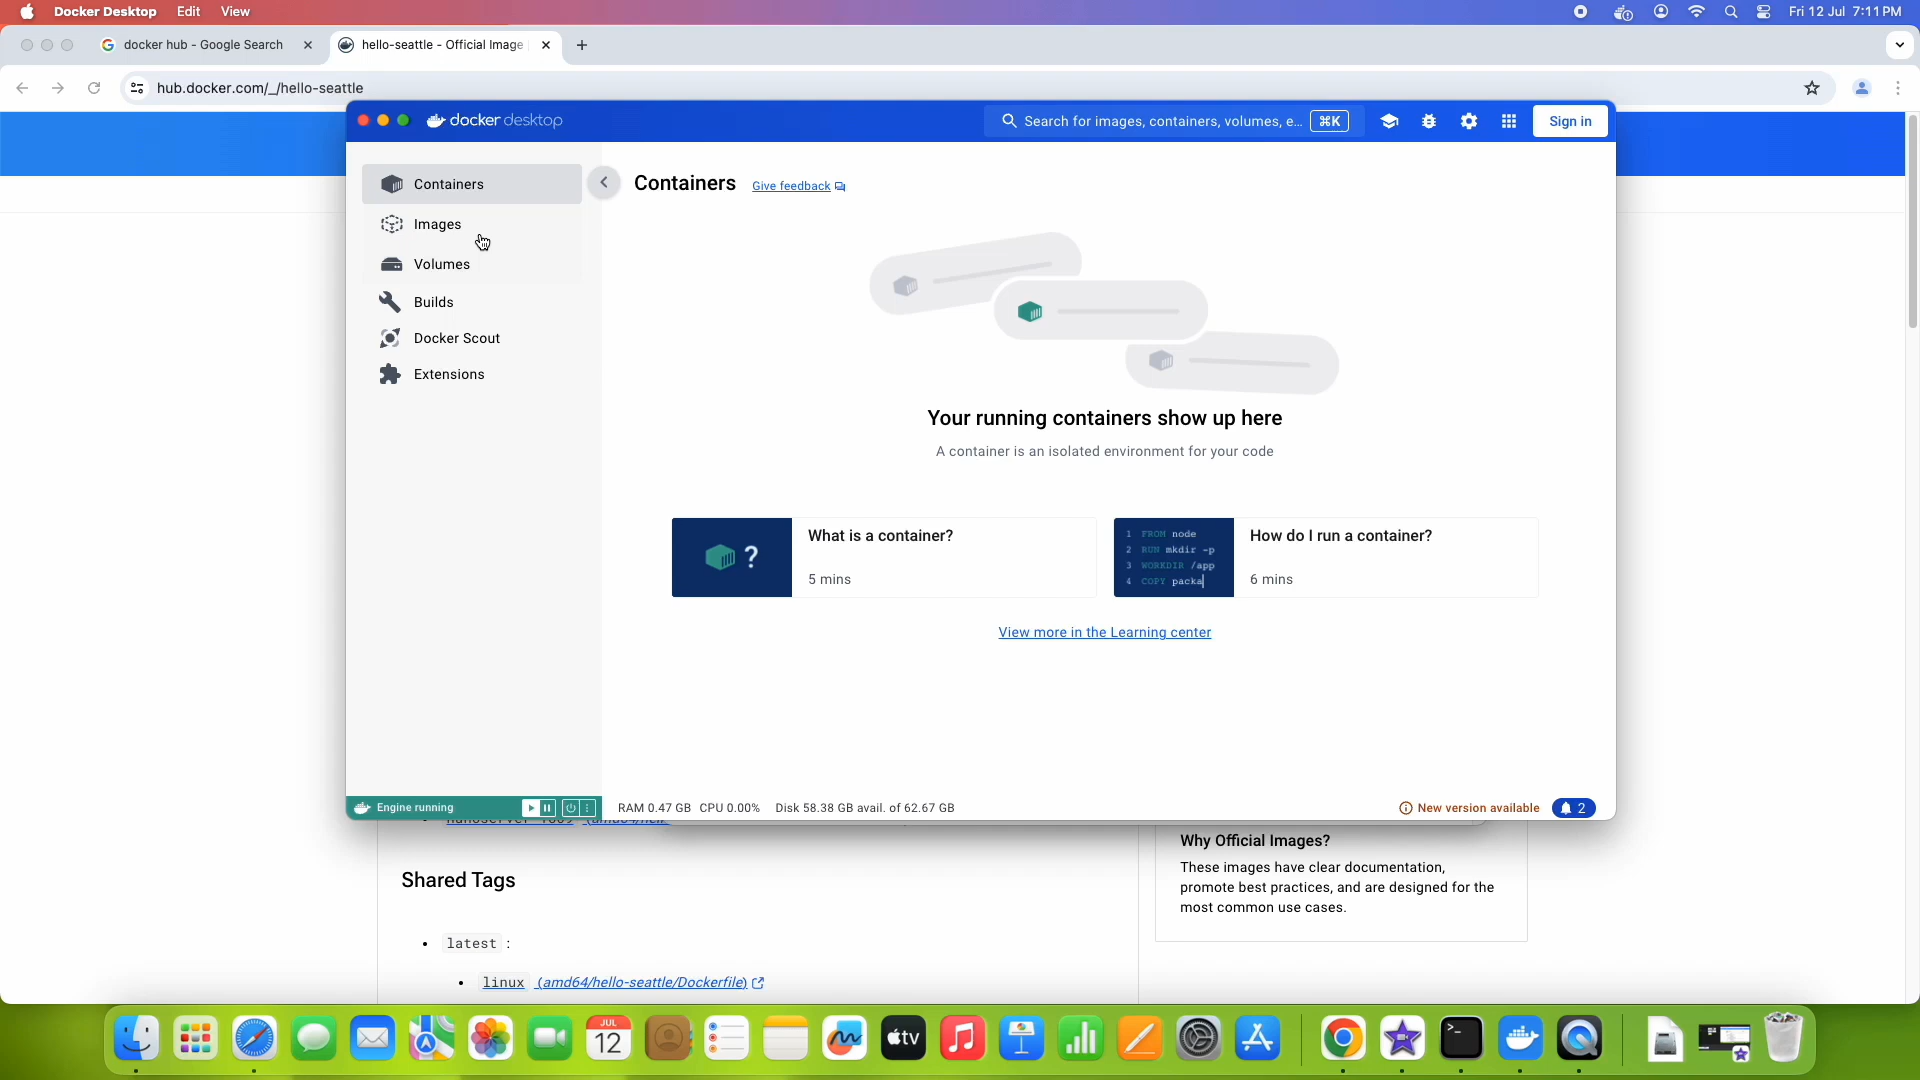 Docker Desktop Edit View Fri 12 Jul 7:11 PM
docker hub - Google Search hello-seattle - Official Image
hub.docker.com/_/hello-seattle
docker desktop Search for images, containers, volumes, e... ⌘K Sign in
Containers
Images
Volumes
Builds
Docker Scout
Extensions
Containers Give feedback
Your running containers show up here
A container is an isolated environment for your code
?
What is a container?
5 mins
1 FROM node
2 RUN mkdir -p
3 WORKDIR /app
4 COPY packa
How do I run a container?
6 mins
View more in the Learning center
Engine running RAM 0.47 GB CPU 0.00% Disk 58.38 GB avail. of 62.67 GB New version available 2
Why Official Images?
These images have clear documentation,
promote best practices, and are designed for the
most common use cases.
Shared Tags
• latest :
• linux (amd64/hello-seattle/Dockerfile)
JUL
12
tv